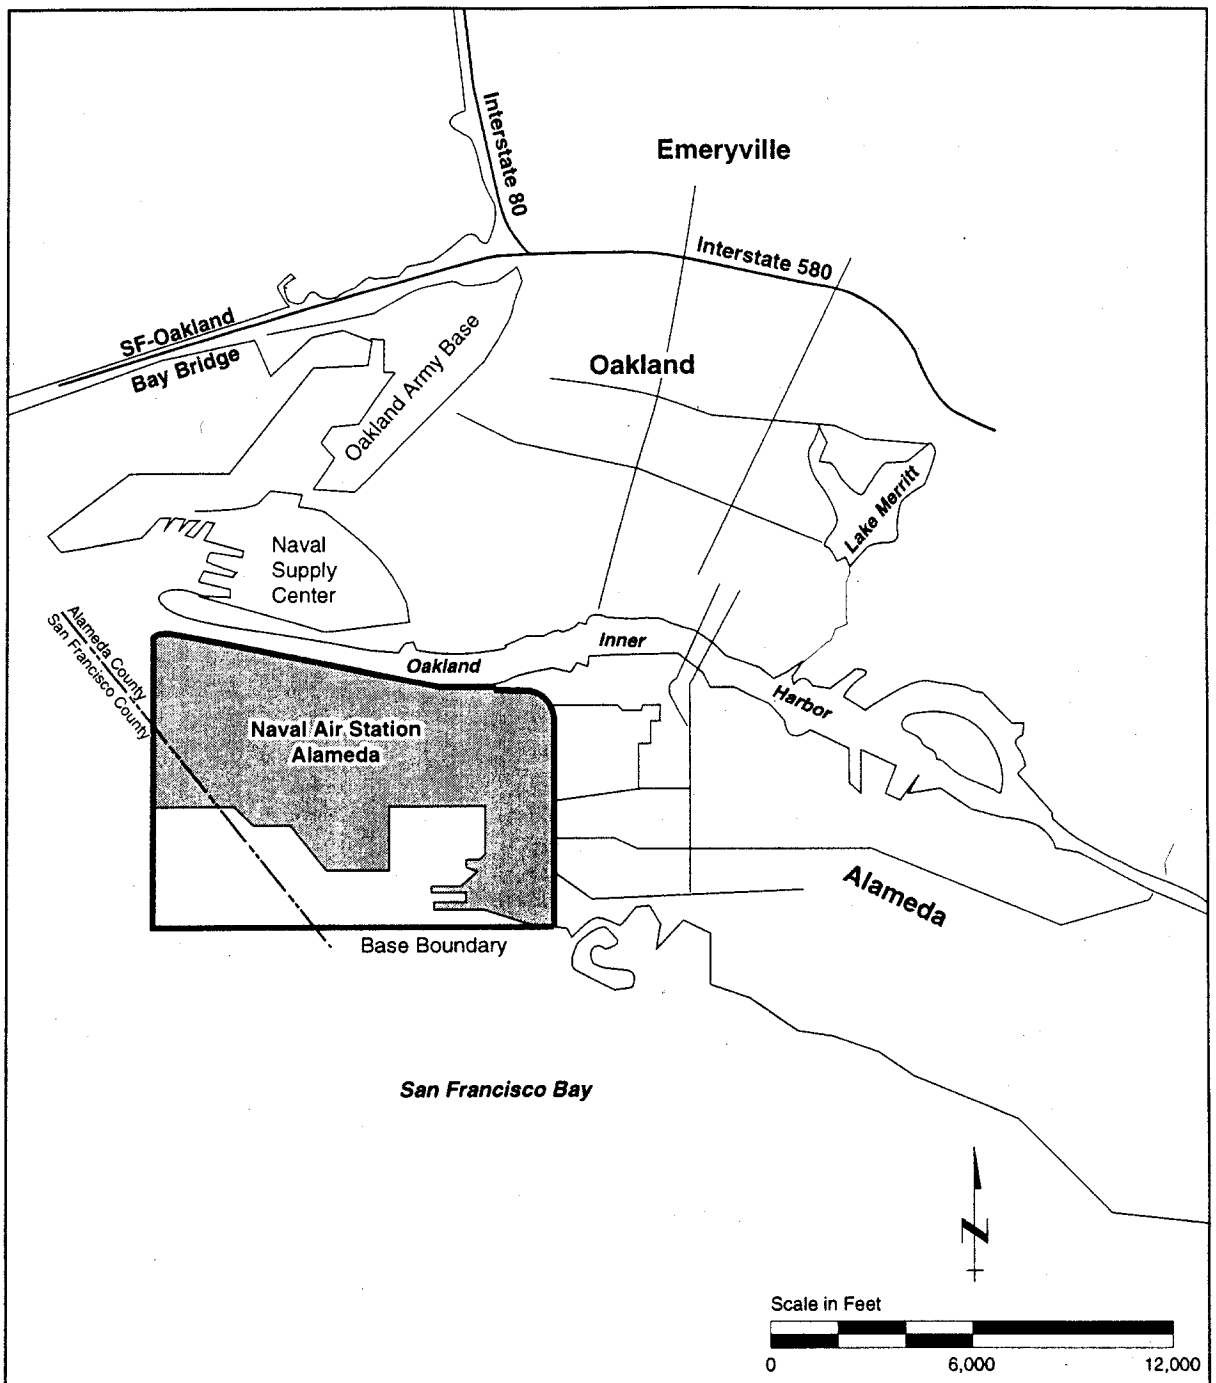 Interstate 80
Emeryville
Interstate 580
SF-Oakland
Bay Bridge
Oakland Army Base
Oakland
Lake Merritt
Naval
Supply
Center
Alameda County
San Francisco County
Oakland
Inner
Harbor
Naval Air Station
Alameda
Alameda
Base Boundary
San Francisco Bay
N
Scale in Feet
0 6,000 12,000